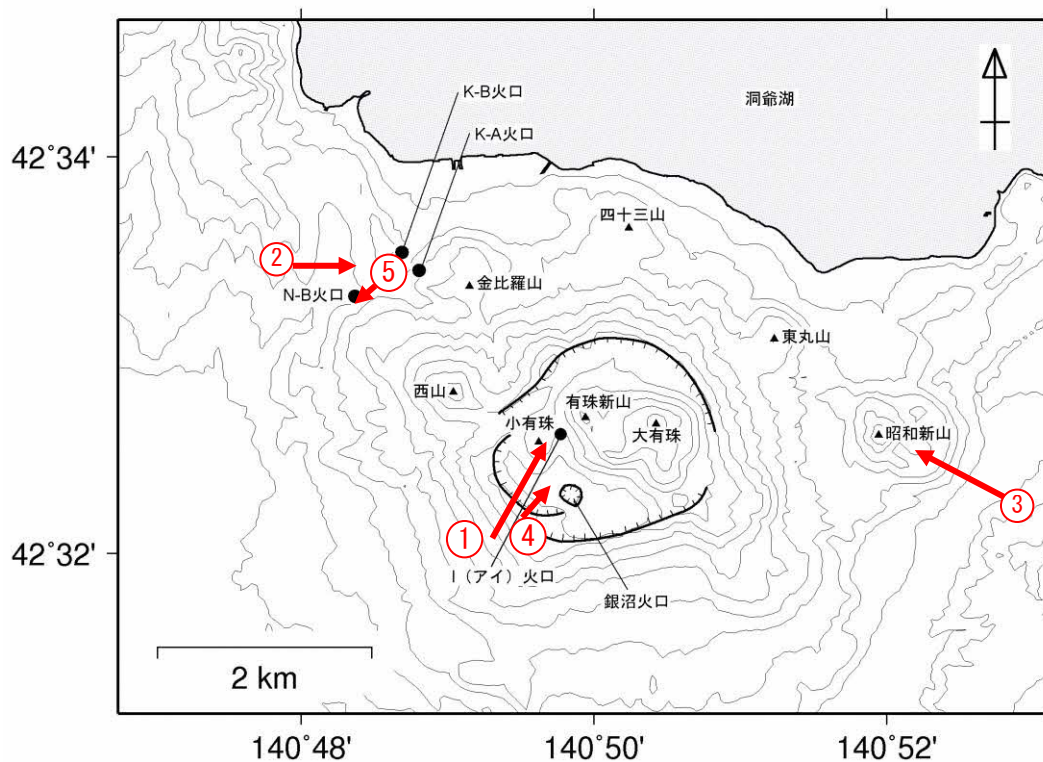 K-B火口
洞爺湖
K-A火口
42°34'
四十三山
②
⑤
金比羅山
N-B火口
東丸山
西山
有珠新山
小有珠
大有珠
昭和新山
①
④
③
42°32'
I（アイ）火口
銀沼火口
2 km
140°48'
140°50'
140°52'